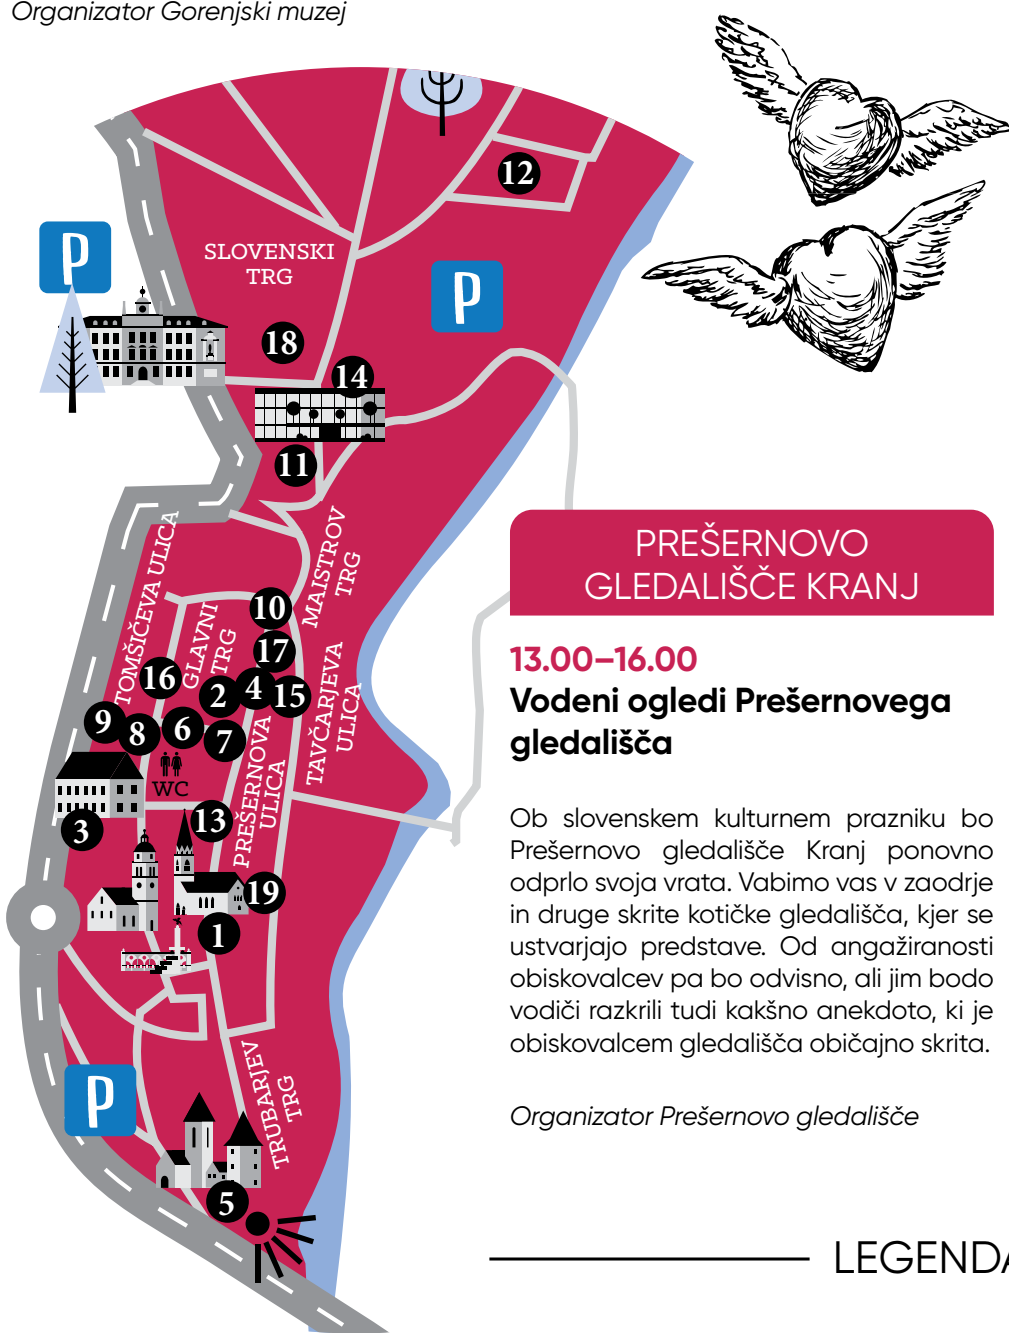 Organizator Gorenjski muzej
12
P
SLOVENSKI
TRG
P
18
14
11
TOMŠIČEVA ULICA
MAISTROV
TRG
GLAVNI
TRG
10
17
16
2
4
15
TAVČARJEVA
ULICA
9
8
6
7
PREŠERNOVA
ULICA
WC
3
13
19
1
TRUBARJEV
TRG
P
5
PREŠERNOVO
GLEDALIŠČE KRANJ
13.00–16.00
Vodeni ogledi Prešernovega
gledališča
Ob slovenskem kulturnem prazniku bo
Prešernovo gledališče Kranj ponovno
odprlo svoja vrata. Vabimo vas v zaodrje
in druge skrite kotičke gledališča, kjer se
ustvarjajo predstave. Od angažiranosti
obiskovalcev pa bo odvisno, ali jim bodo
vodiči razkrili tudi kakšno anekdoto, ki je
obiskovalcem gledališča običajno skrita.
Organizator Prešernovo gledališče
LEGENDA